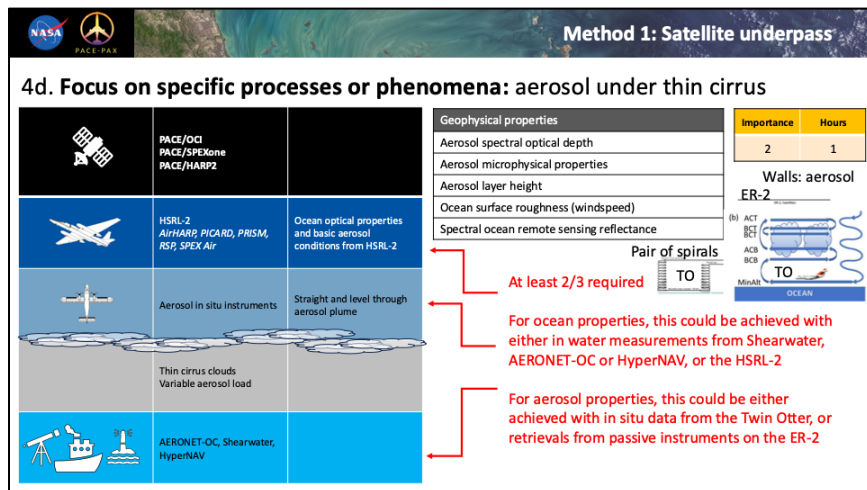 NASA
PACE-PAX
Method 1: Satellite underpass
4d. Focus on specific processes or phenomena: aerosol under thin cirrus
PACE/OCI
PACE/SPEXone
PACE/HARP2
HSRL-2
AirHARP, PICARD, PRISM,
RSP, SPEX Air
Ocean optical properties
and basic aerosol
conditions from HSRL-2
Aerosol in situ instruments
Straight and level through
aerosol plume
Thin cirrus clouds
Variable aerosol load
AERONET-OC, Shearwater,
HyperNAV
Geophysical properties
Aerosol spectral optical depth
Aerosol microphysical properties
Aerosol layer height
Ocean surface roughness (windspeed)
Spectral ocean remote sensing reflectance
Importance Hours
2 1
Walls: aerosol
ER-2
(b)
ACT
BCT
BCT
ACB
BCB
MinAlt
TO
OCEAN
Pair of spirals
TO
At least 2/3 required
For ocean properties, this could be achieved with
either in water measurements from Shearwater,
AERONET-OC or HyperNAV, or the HSRL-2
For aerosol properties, this could be either
achieved with in situ data from the Twin Otter, or
retrievals from passive instruments on the ER-2